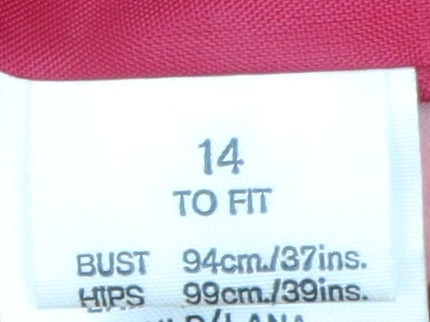 14
TO FIT
BUST 94cm./37ins.
HIPS 99cm./39ins.